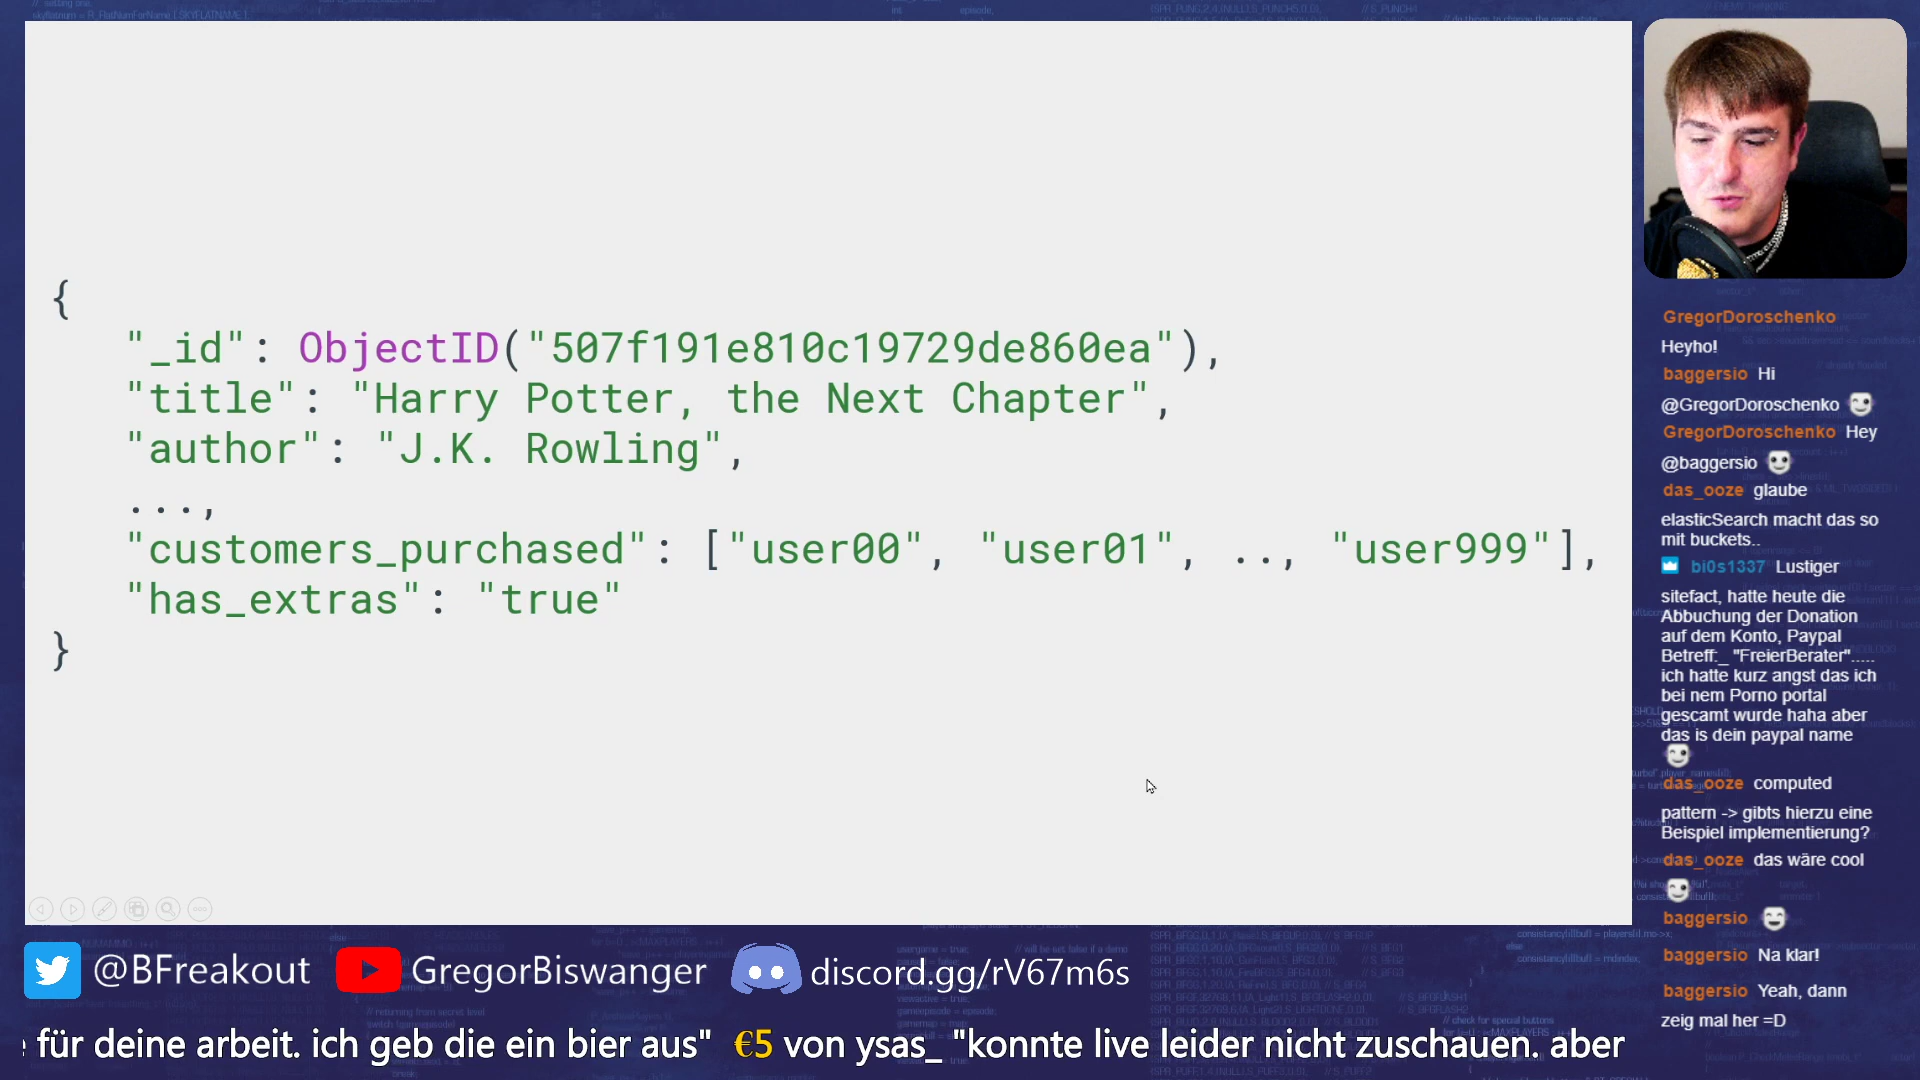 {
"_id": ObjectID("507f191e810c19729de860ea"),
"title": "Harry Potter, the Next Chapter",
"author": "J.K. Rowling",
...,
"customers_purchased": ["user00", "user01", .., "user999"],
"has_extras": "true"
}
GregorDoroschenko
Heyho!
baggersio Hi
@GregorDoroschenko
GregorDoroschenko Hey
@baggersio
das_ooze glaube
elasticSearch macht das so
mit buckets..
bi0s1337 Lustiger
sitefact, hatte heute die
Abbuchung der Donation
auf dem Konto, Paypal
Betreff:_ "FreierBerater".....
ich hatte kurz angst das ich
bei nem Porno portal
gescamt wurde haha aber
das is dein paypal name
das_ooze computed
pattern -> gibts hierzu eine
Beispiel implementierung?
das_ooze das wäre cool
baggersio
baggersio Na klar!
baggersio Yeah, dann
zeig mal her =D
@BFreakout GregorBiswanger discord.gg/rV67m6s
für deine arbeit. ich geb die ein bier aus" €5 von ysas_ "konnte live leider nicht zuschauen. aber